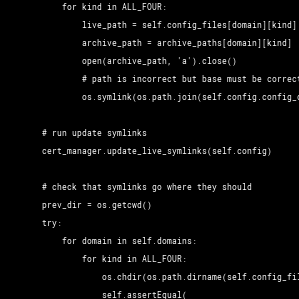 for kind in ALL_FOUR:
live_path = self.config_files[domain][kind]
archive_path = archive_paths[domain][kind]
open(archive_path, 'a').close()
# path is incorrect but base must be correct
os.symlink(os.path.join(self.config.config_
# run update symlinks
cert_manager.update_live_symlinks(self.config)
# check that symlinks go where they should
prev_dir = os.getcwd()
try:
for domain in self.domains:
for kind in ALL_FOUR:
os.chdir(os.path.dirname(self.config_fil
self.assertEqual(